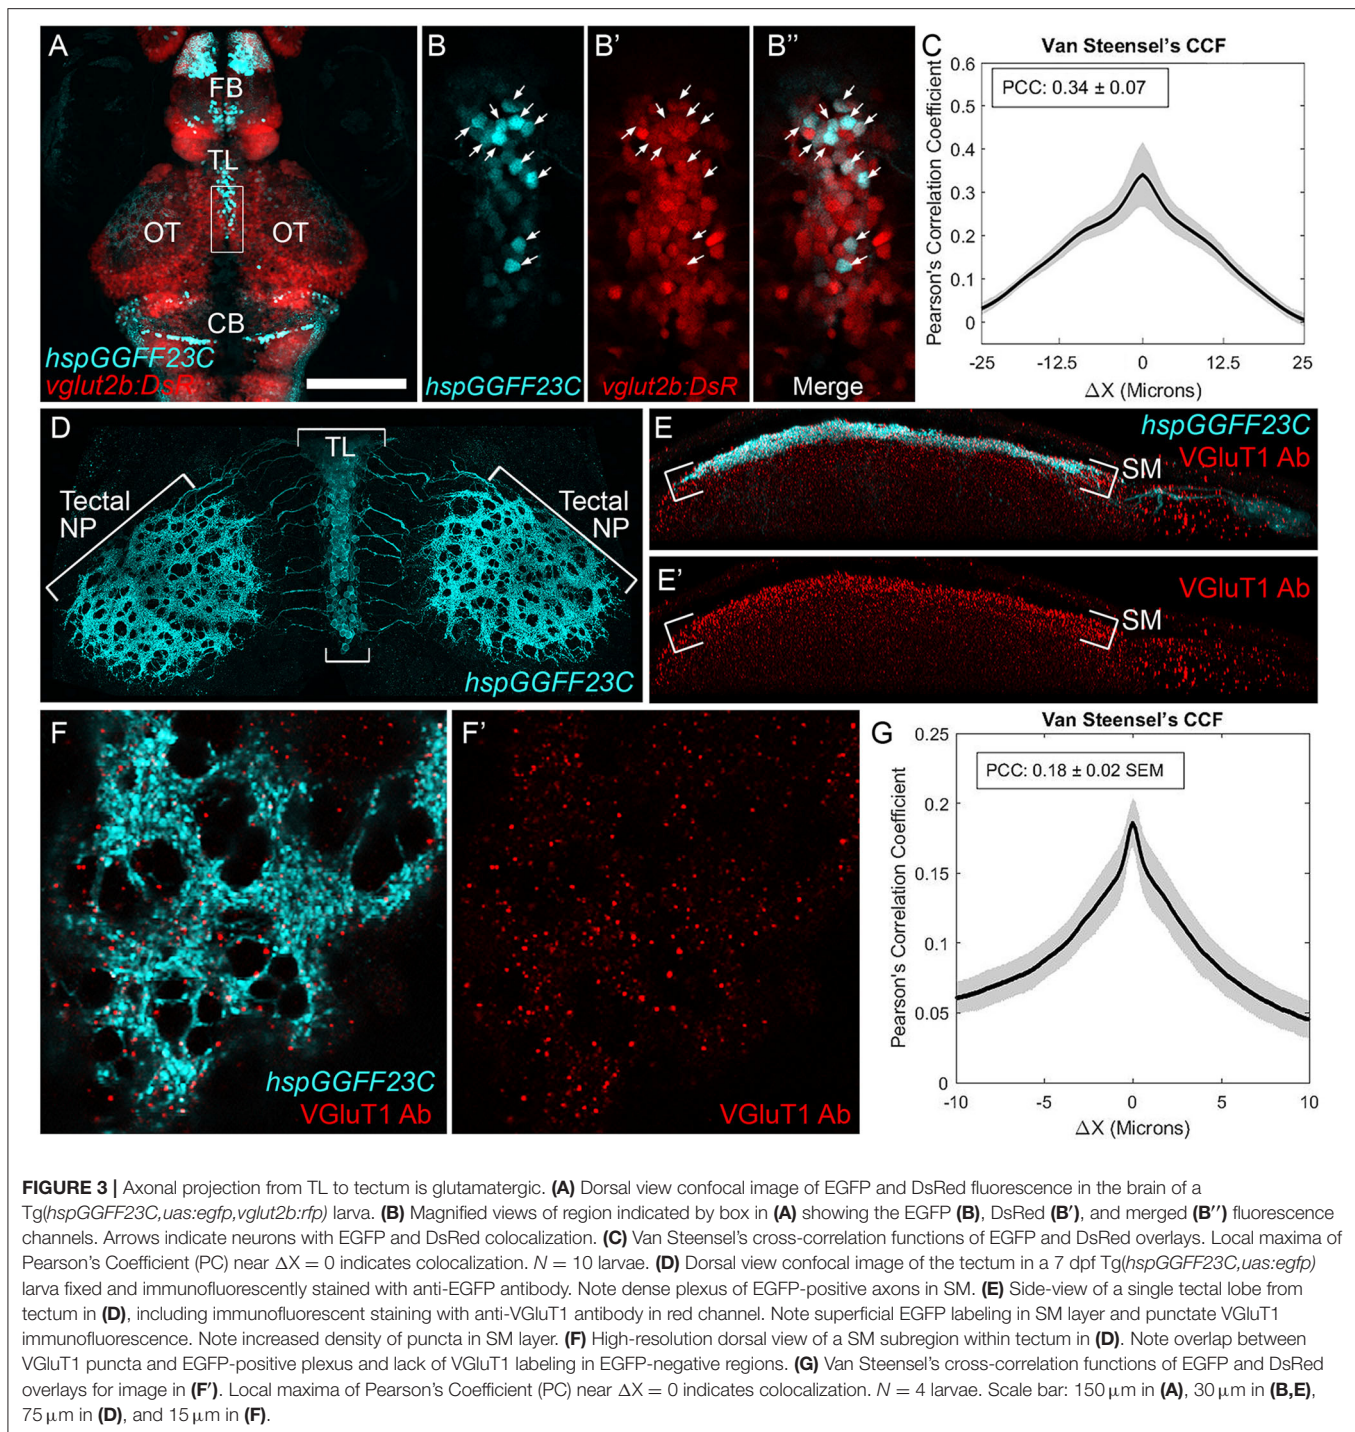 A
FB
TL
OT
OT
CB
hspGGFF23C
vglut2b:DsR
B
hspGGFF23C
B'
vglut2b:DsR
B''
Merge
C
Van Steensel's CCF
PCC: 0.34 ± 0.07
Pearson's Correlation Coefficient
0.6
0.5
0.4
0.3
0.2
0.1
0
-25
-12.5
0
12.5
25
ΔX (Microns)
D
TL
Tectal
NP
Tectal
NP
hspGGFF23C
E
hspGGFF23C
VGluT1 Ab
SM
E'
VGluT1 Ab
SM
F
hspGGFF23C
VGluT1 Ab
F'
VGluT1 Ab
G
Van Steensel's CCF
PCC: 0.18 ± 0.02 SEM
Pearson's Correlation Coefficient
0.25
0.2
0.15
0.1
0.05
0
-10
-5
0
5
10
ΔX (Microns)
FIGURE 3 | Axonal projection from TL to tectum is glutamatergic. (A) Dorsal view confocal image of EGFP and DsRed fluorescence in the brain of a
Tg(hspGGFF23C,uas:egfp,vglut2b:rfp) larva. (B) Magnified views of region indicated by box in (A) showing the EGFP (B), DsRed (B'), and merged (B'') fluorescence
channels. Arrows indicate neurons with EGFP and DsRed colocalization. (C) Van Steensel's cross-correlation functions of EGFP and DsRed overlays. Local maxima of
Pearson's Coefficient (PC) near ΔX = 0 indicates colocalization. N = 10 larvae. (D) Dorsal view confocal image of the tectum in a 7 dpf Tg(hspGGFF23C,uas:egfp)
larva fixed and immunofluorescently stained with anti-EGFP antibody. Note dense plexus of EGFP-positive axons in SM. (E) Side-view of a single tectal lobe from
tectum in (D), including immunofluorescent staining with anti-VGluT1 antibody in red channel. Note superficial EGFP labeling in SM layer and punctate VGluT1
immunofluorescence. Note increased density of puncta in SM layer. (F) High-resolution dorsal view of a SM subregion within tectum in (D). Note overlap between
VGluT1 puncta and EGFP-positive plexus and lack of VGluT1 labeling in EGFP-negative regions. (G) Van Steensel's cross-correlation functions of EGFP and DsRed
overlays for image in (F'). Local maxima of Pearson's Coefficient (PC) near ΔX = 0 indicates colocalization. N = 4 larvae. Scale bar: 150 μm in (A), 30 μm in (B,E),
75 μm in (D), and 15 μm in (F).